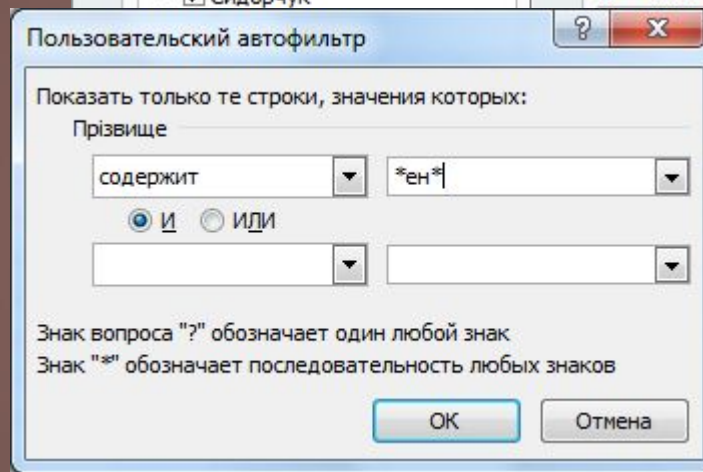 Сидорчук
Пользовательский автофильтр
Показать только те строки, значения которых:
Прізвище
содержит *ен*
И ИЛИ
Знак вопроса "?" обозначает один любой знак
Знак "*" обозначает последовательность любых знаков
ОК Отмена